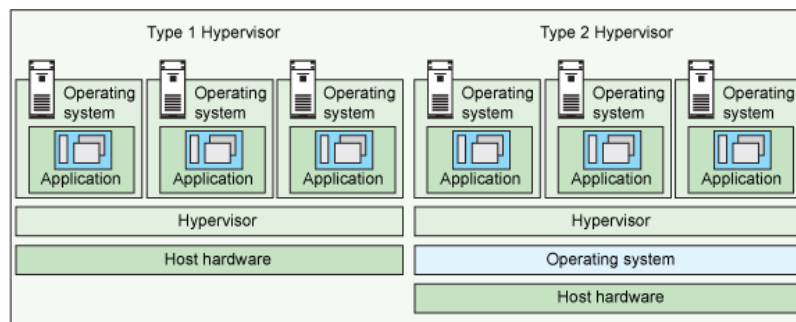 Type 1 Hypervisor
Operating
system
Application
Operating
system
Application
Operating
system
Application
Hypervisor
Host hardware
Type 2 Hypervisor
Operating
system
Application
Operating
system
Application
Operating
system
Application
Hypervisor
Operating system
Host hardware